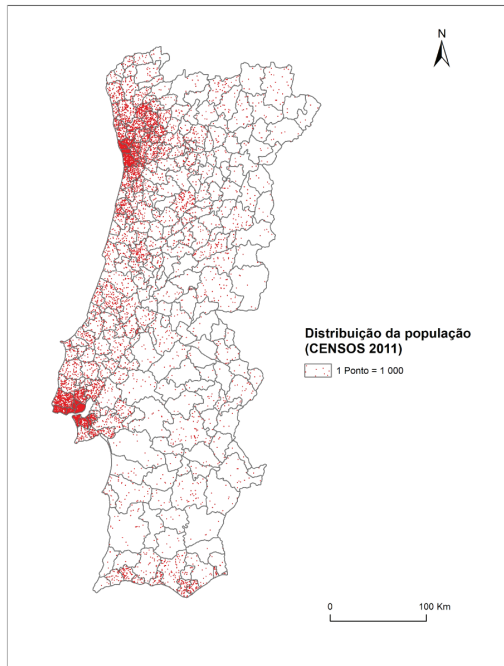 N
Distribuição da população
(CENSOS 2011)
1 Ponto = 1 000
0 100 Km